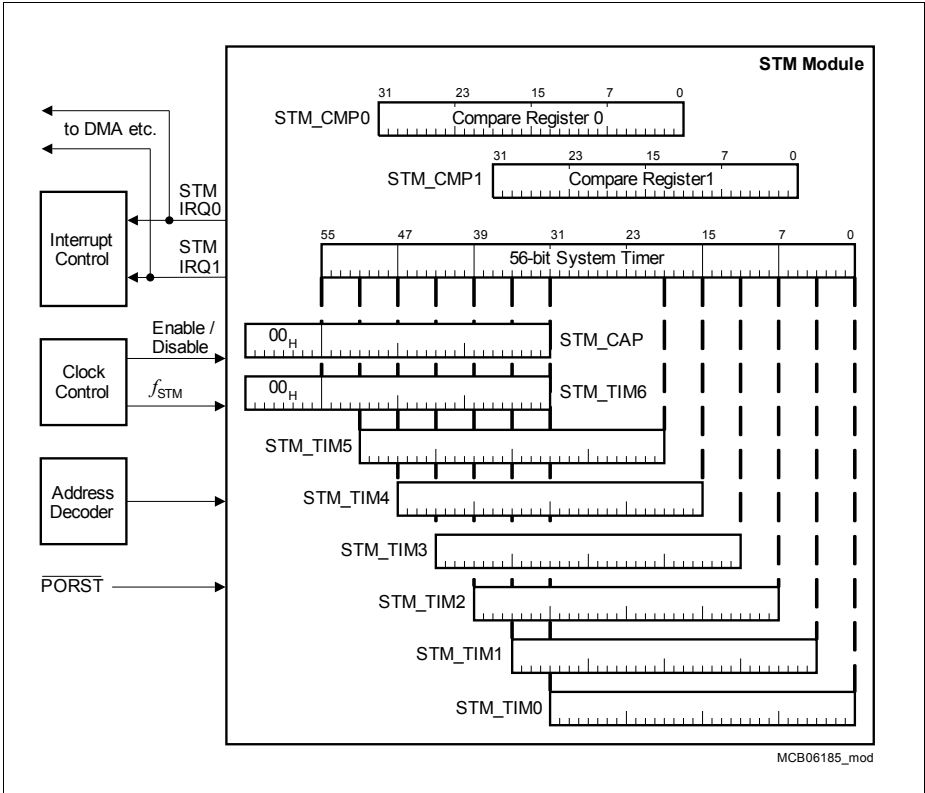 STM Module
31 23 15 7 0
STM_CMP0 Compare Register 0
to DMA etc.
31 23 15 7 0
STM_CMP1 Compare Register1
STM
IRQ0
Interrupt
Control
STM
IRQ1
55 47 39 31 23 15 7 0
56-bit System Timer
Enable /
Disable
00H STM_CAP
Clock
Control
fSTM
00H STM_TIM6
STM_TIM5
Address
Decoder
STM_TIM4
STM_TIM3
PORST
STM_TIM2
STM_TIM1
STM_TIM0
MCB06185_mod